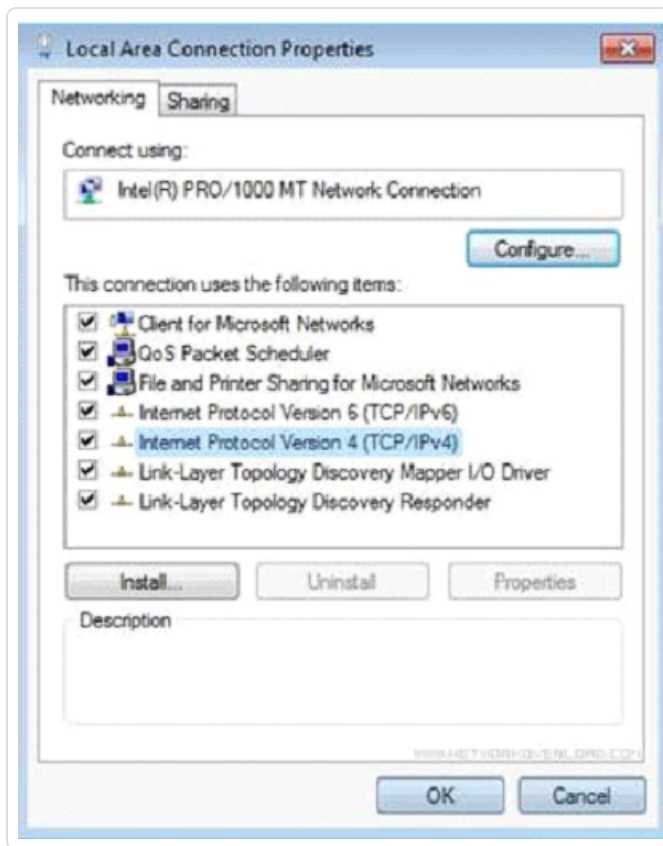 Local Area Connection Properties
Networking
Sharing
Connect using:
Intel(R) PRO/1000 MT Network Connection
Configure...
This connection uses the following items:
Client for Microsoft Networks
QoS Packet Scheduler
File and Printer Sharing for Microsoft Networks
Internet Protocol Version 6 (TCP/IPv6)
Internet Protocol Version 4 (TCP/IPv4)
Link-Layer Topology Discovery Mapper I/O Driver
Link-Layer Topology Discovery Responder
Install...
Uninstall
Properties
Description
OK
Cancel